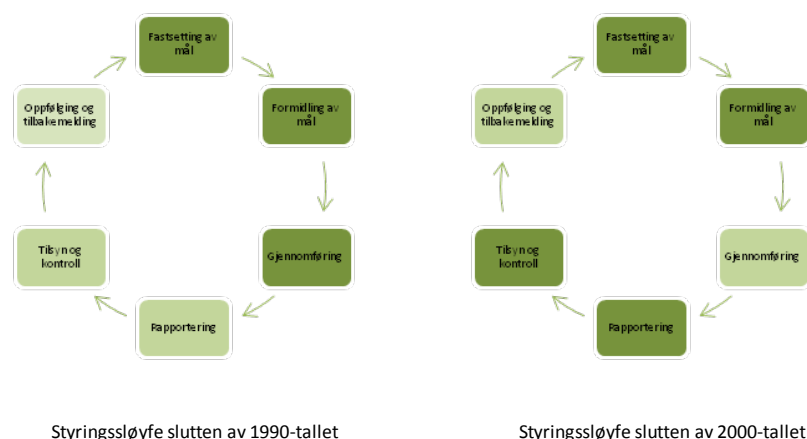 Fastsetting av
mål
Formidling av
mål
Gjennomføring
Rapportering
Tilsyn og
kontroll
Oppfølging og
tilbakemelding
Styringssløyfe slutten av 1990-tallet
Fastsetting av
mål
Formidling av
mål
Gjennomføring
Rapportering
Tilsyn og
kontroll
Oppfølging og
tilbakemelding
Styringssløyfe slutten av 2000-tallet